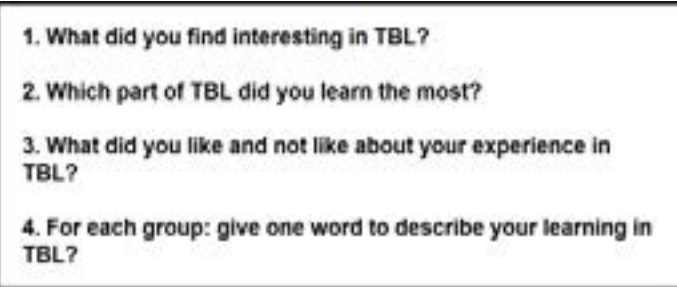 1. What did you find interesting in TBL?
2. Which part of TBL did you learn the most?
3. What did you like and not like about your experience in
TBL?
4. For each group: give one word to describe your learning in
TBL?